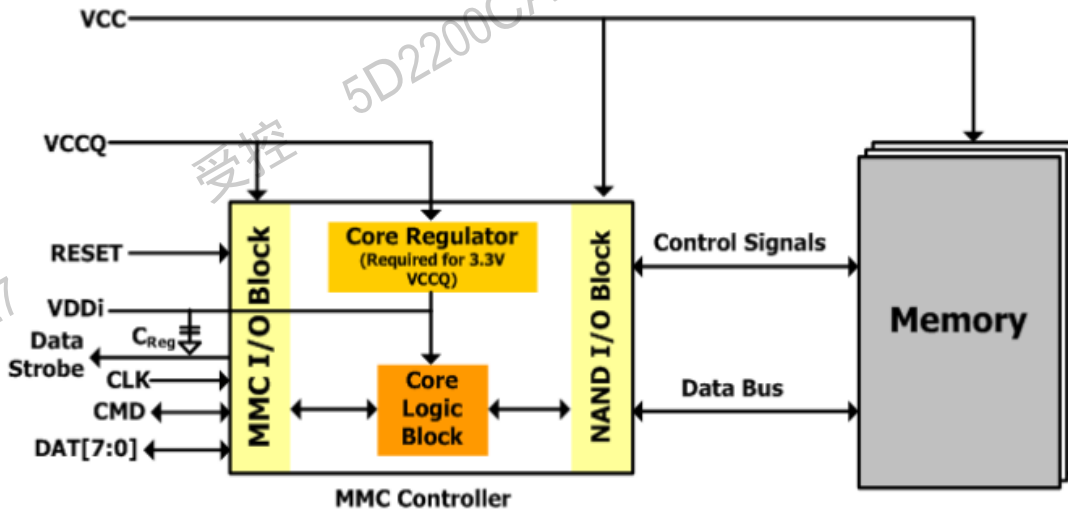 VCC
5D2200CA
VCCQ
受控
RESET
VDDi
CReg
Data
Strobe
CLK
CMD
DAT[7:0]
MMC I/O Block
Core Regulator
(Required for 3.3V
VCCQ)
Core
Logic
Block
NAND I/O Block
Control Signals
Data Bus
Memory
MMC Controller